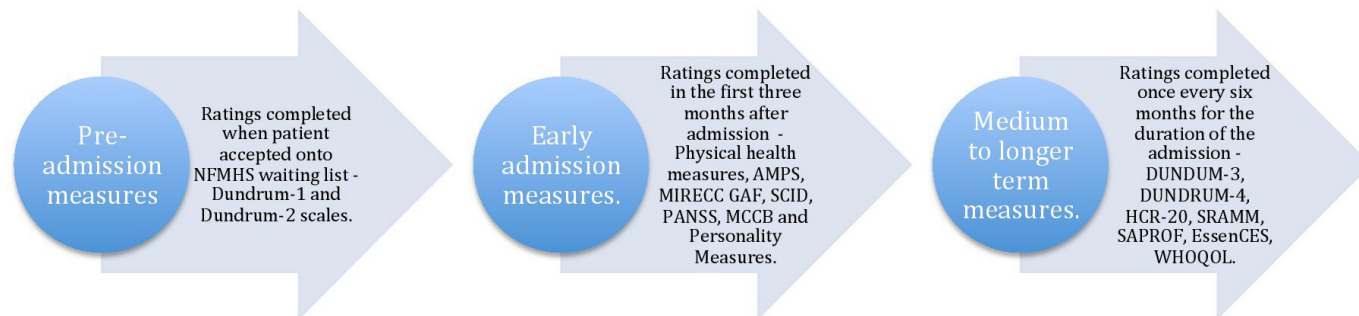 Pre-
admission
measures
Ratings completed
when patient
accepted onto
NFMHS waiting list -
Dundrum-1 and
Dundrum-2 scales.
Early
admission
measures.
Ratings completed
in the first three
months after
admission -
Physical health
measures, AMPS,
MIRECC GAF, SCID,
PANSS, MCCB and
Personality
Measures.
Medium
to longer
term
measures.
Ratings completed
once every six
months for the
duration of the
admission -
DUNDUM-3,
DUNDRUM-4,
HCR-20, SRAMM,
SAPROF, EssenCES,
WHOQOL.